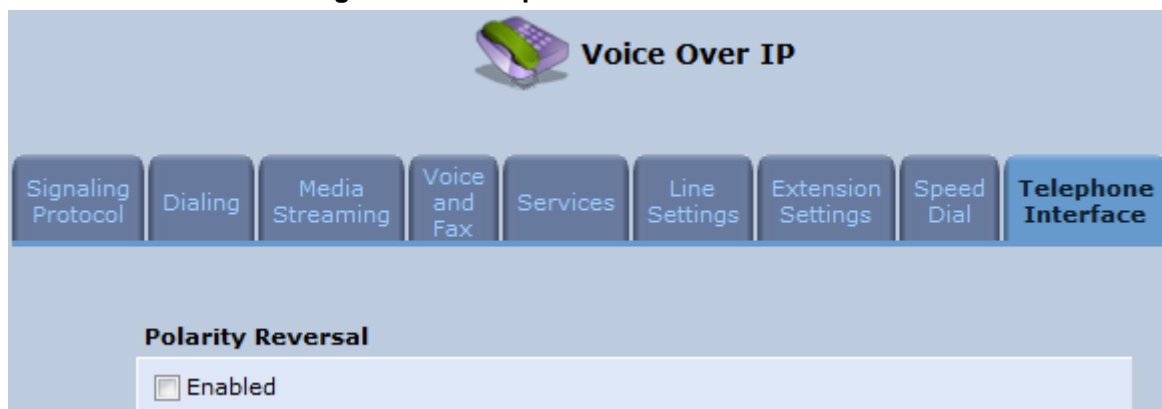 Voice Over IP
Signaling
Protocol
Dialing
Media
Streaming
Voice
and
Fax
Services
Line
Settings
Extension
Settings
Speed
Dial
Telephone
Interface
Polarity Reversal
Enabled